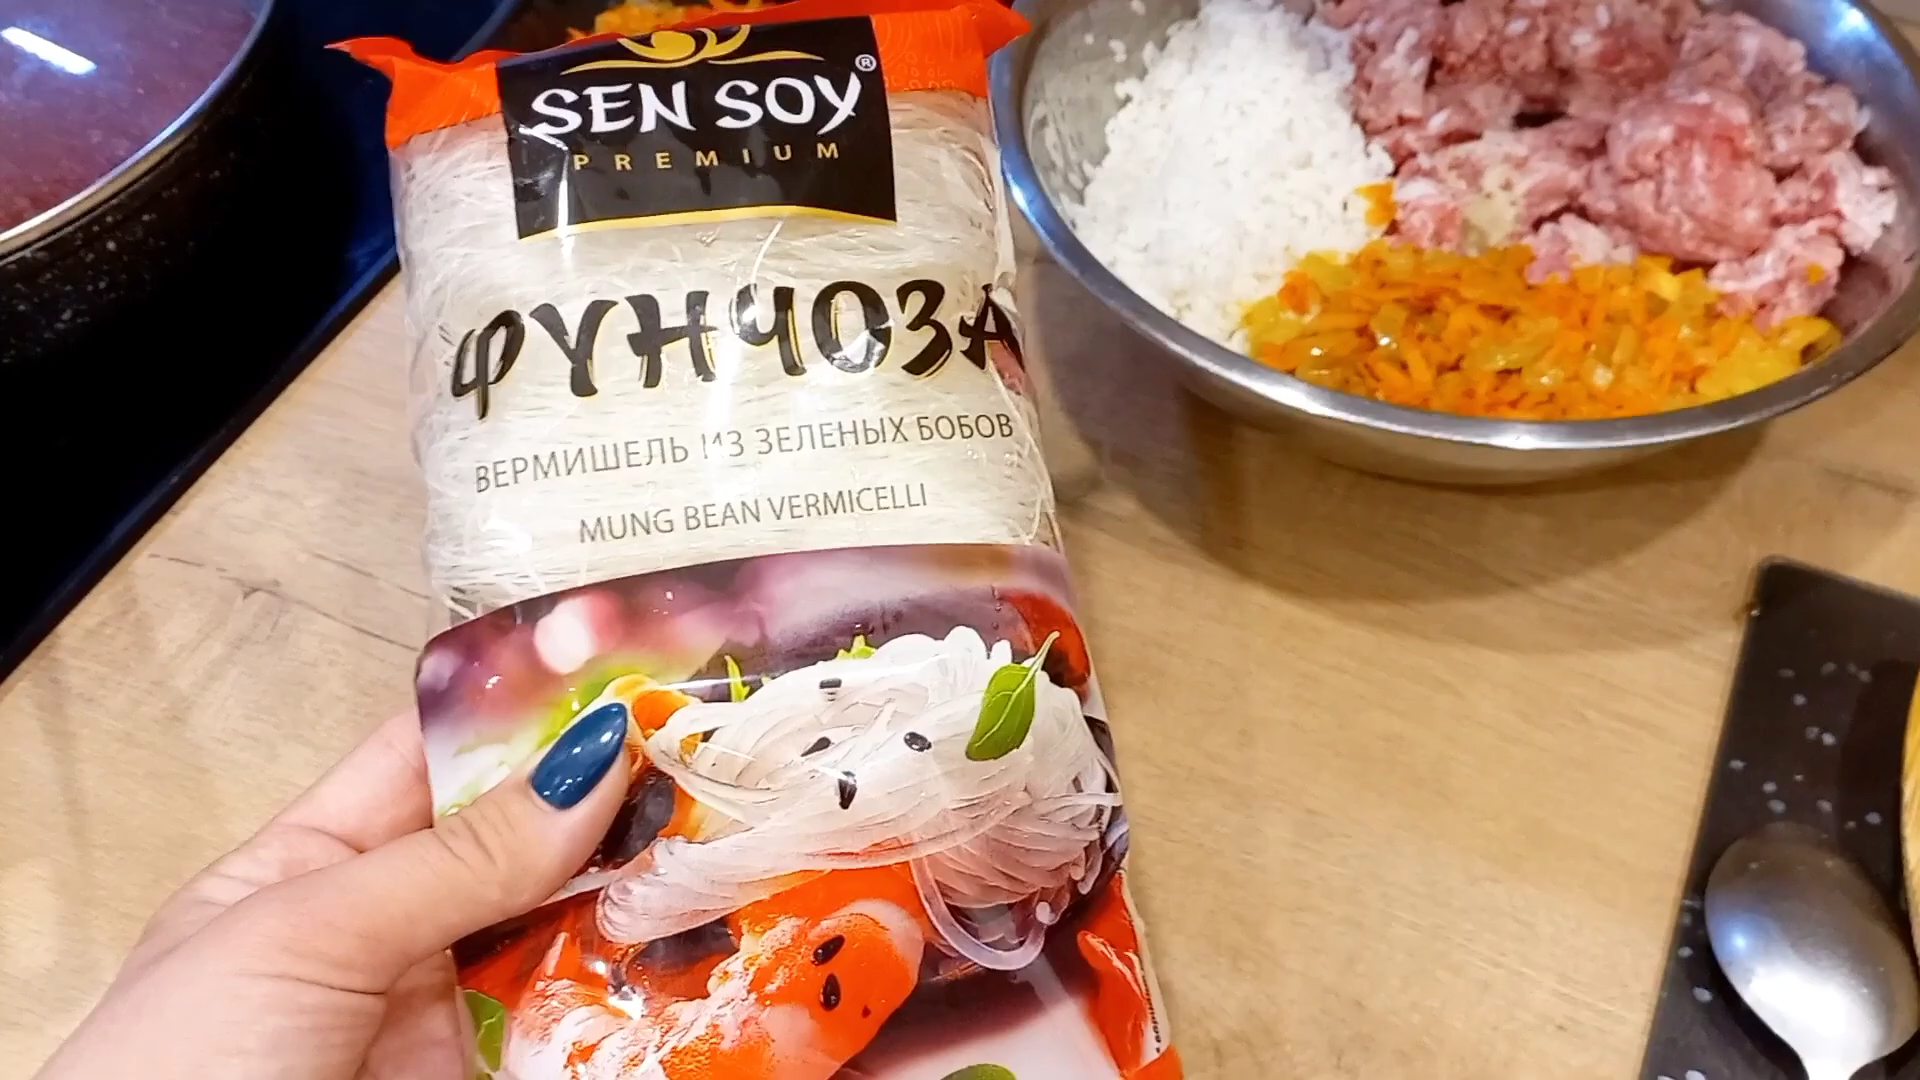 SEN SOY®
PREMIUM
ФУНЧОЗА
ВЕРМИШЕЛЬ ИЗ ЗЕЛЕНЫХ БОБОВ
MUNG BEAN VERMICELLI